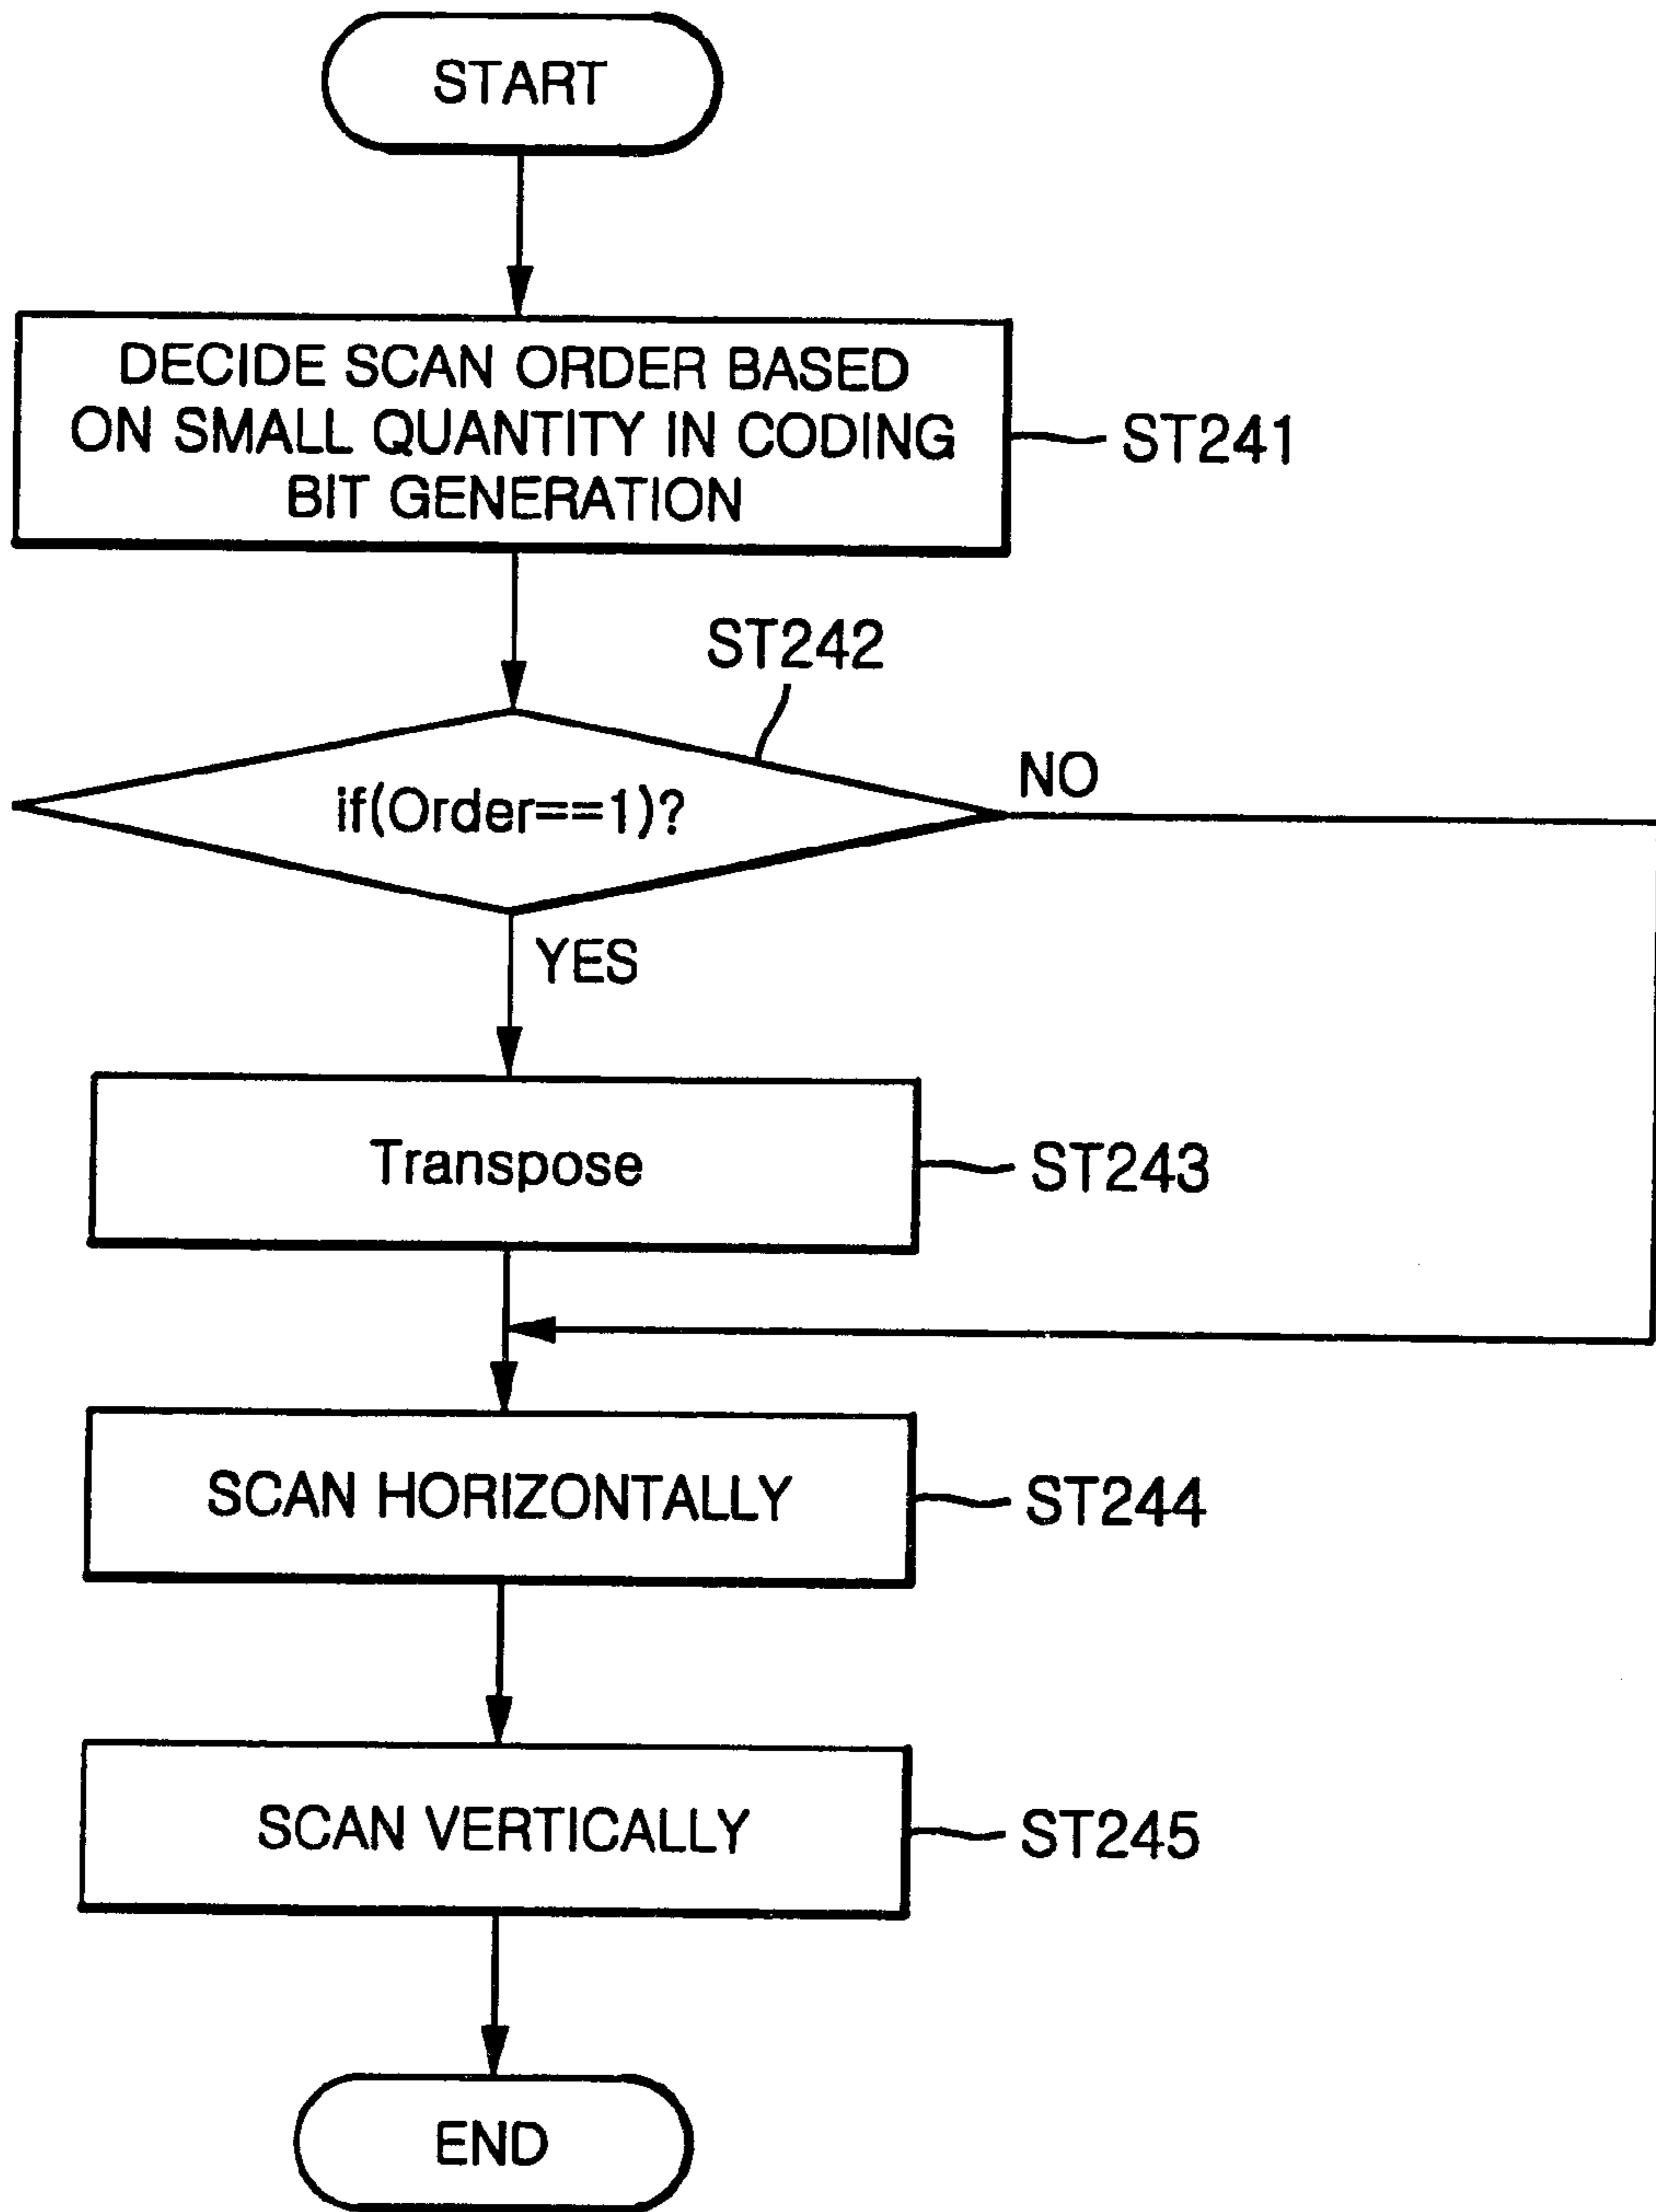 START
DECIDE SCAN ORDER BASED
ON SMALL QUANTITY IN CODING
BIT GENERATION
ST241
ST242
if(Order==1)?
NO
YES
Transpose
ST243
SCAN HORIZONTALLY
ST244
SCAN VERTICALLY
ST245
END